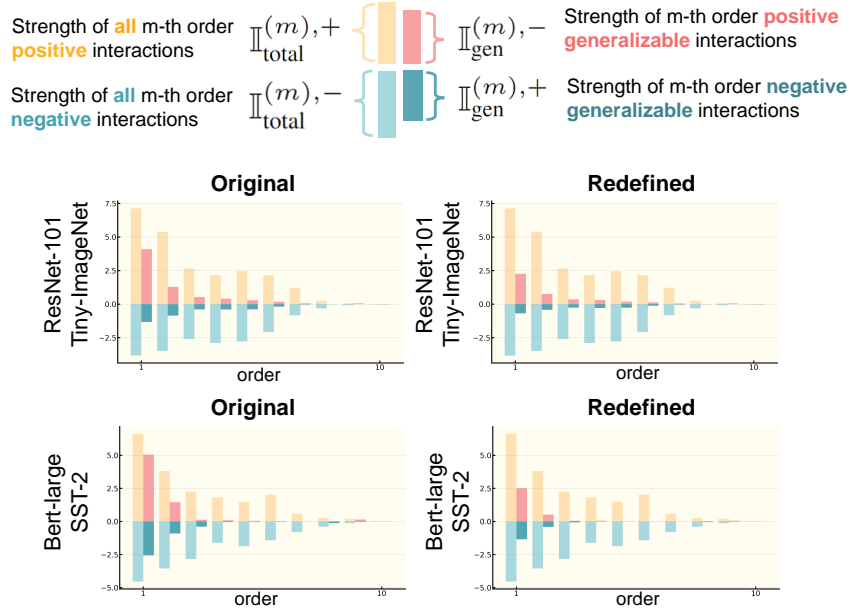 Strength of all m-th order
positive interactions
𝕀_total^(m),+
𝕀_gen^(m),−
Strength of m-th order positive
generalizable interactions
Strength of all m-th order
negative interactions
𝕀_total^(m),−
𝕀_gen^(m),+
Strength of m-th order negative
generalizable interactions
Original
ResNet-101
Tiny-ImageNet
7.5
5.0
2.5
0.0
−2.5
1
10
order
Redefined
ResNet-101
Tiny-ImageNet
7.5
5.0
2.5
0.0
−2.5
1
10
order
Original
Bert-large
SST-2
5.0
2.5
0.0
−2.5
−5.0
1
10
order
Redefined
Bert-large
SST-2
5.0
2.5
0.0
−2.5
−5.0
1
10
order